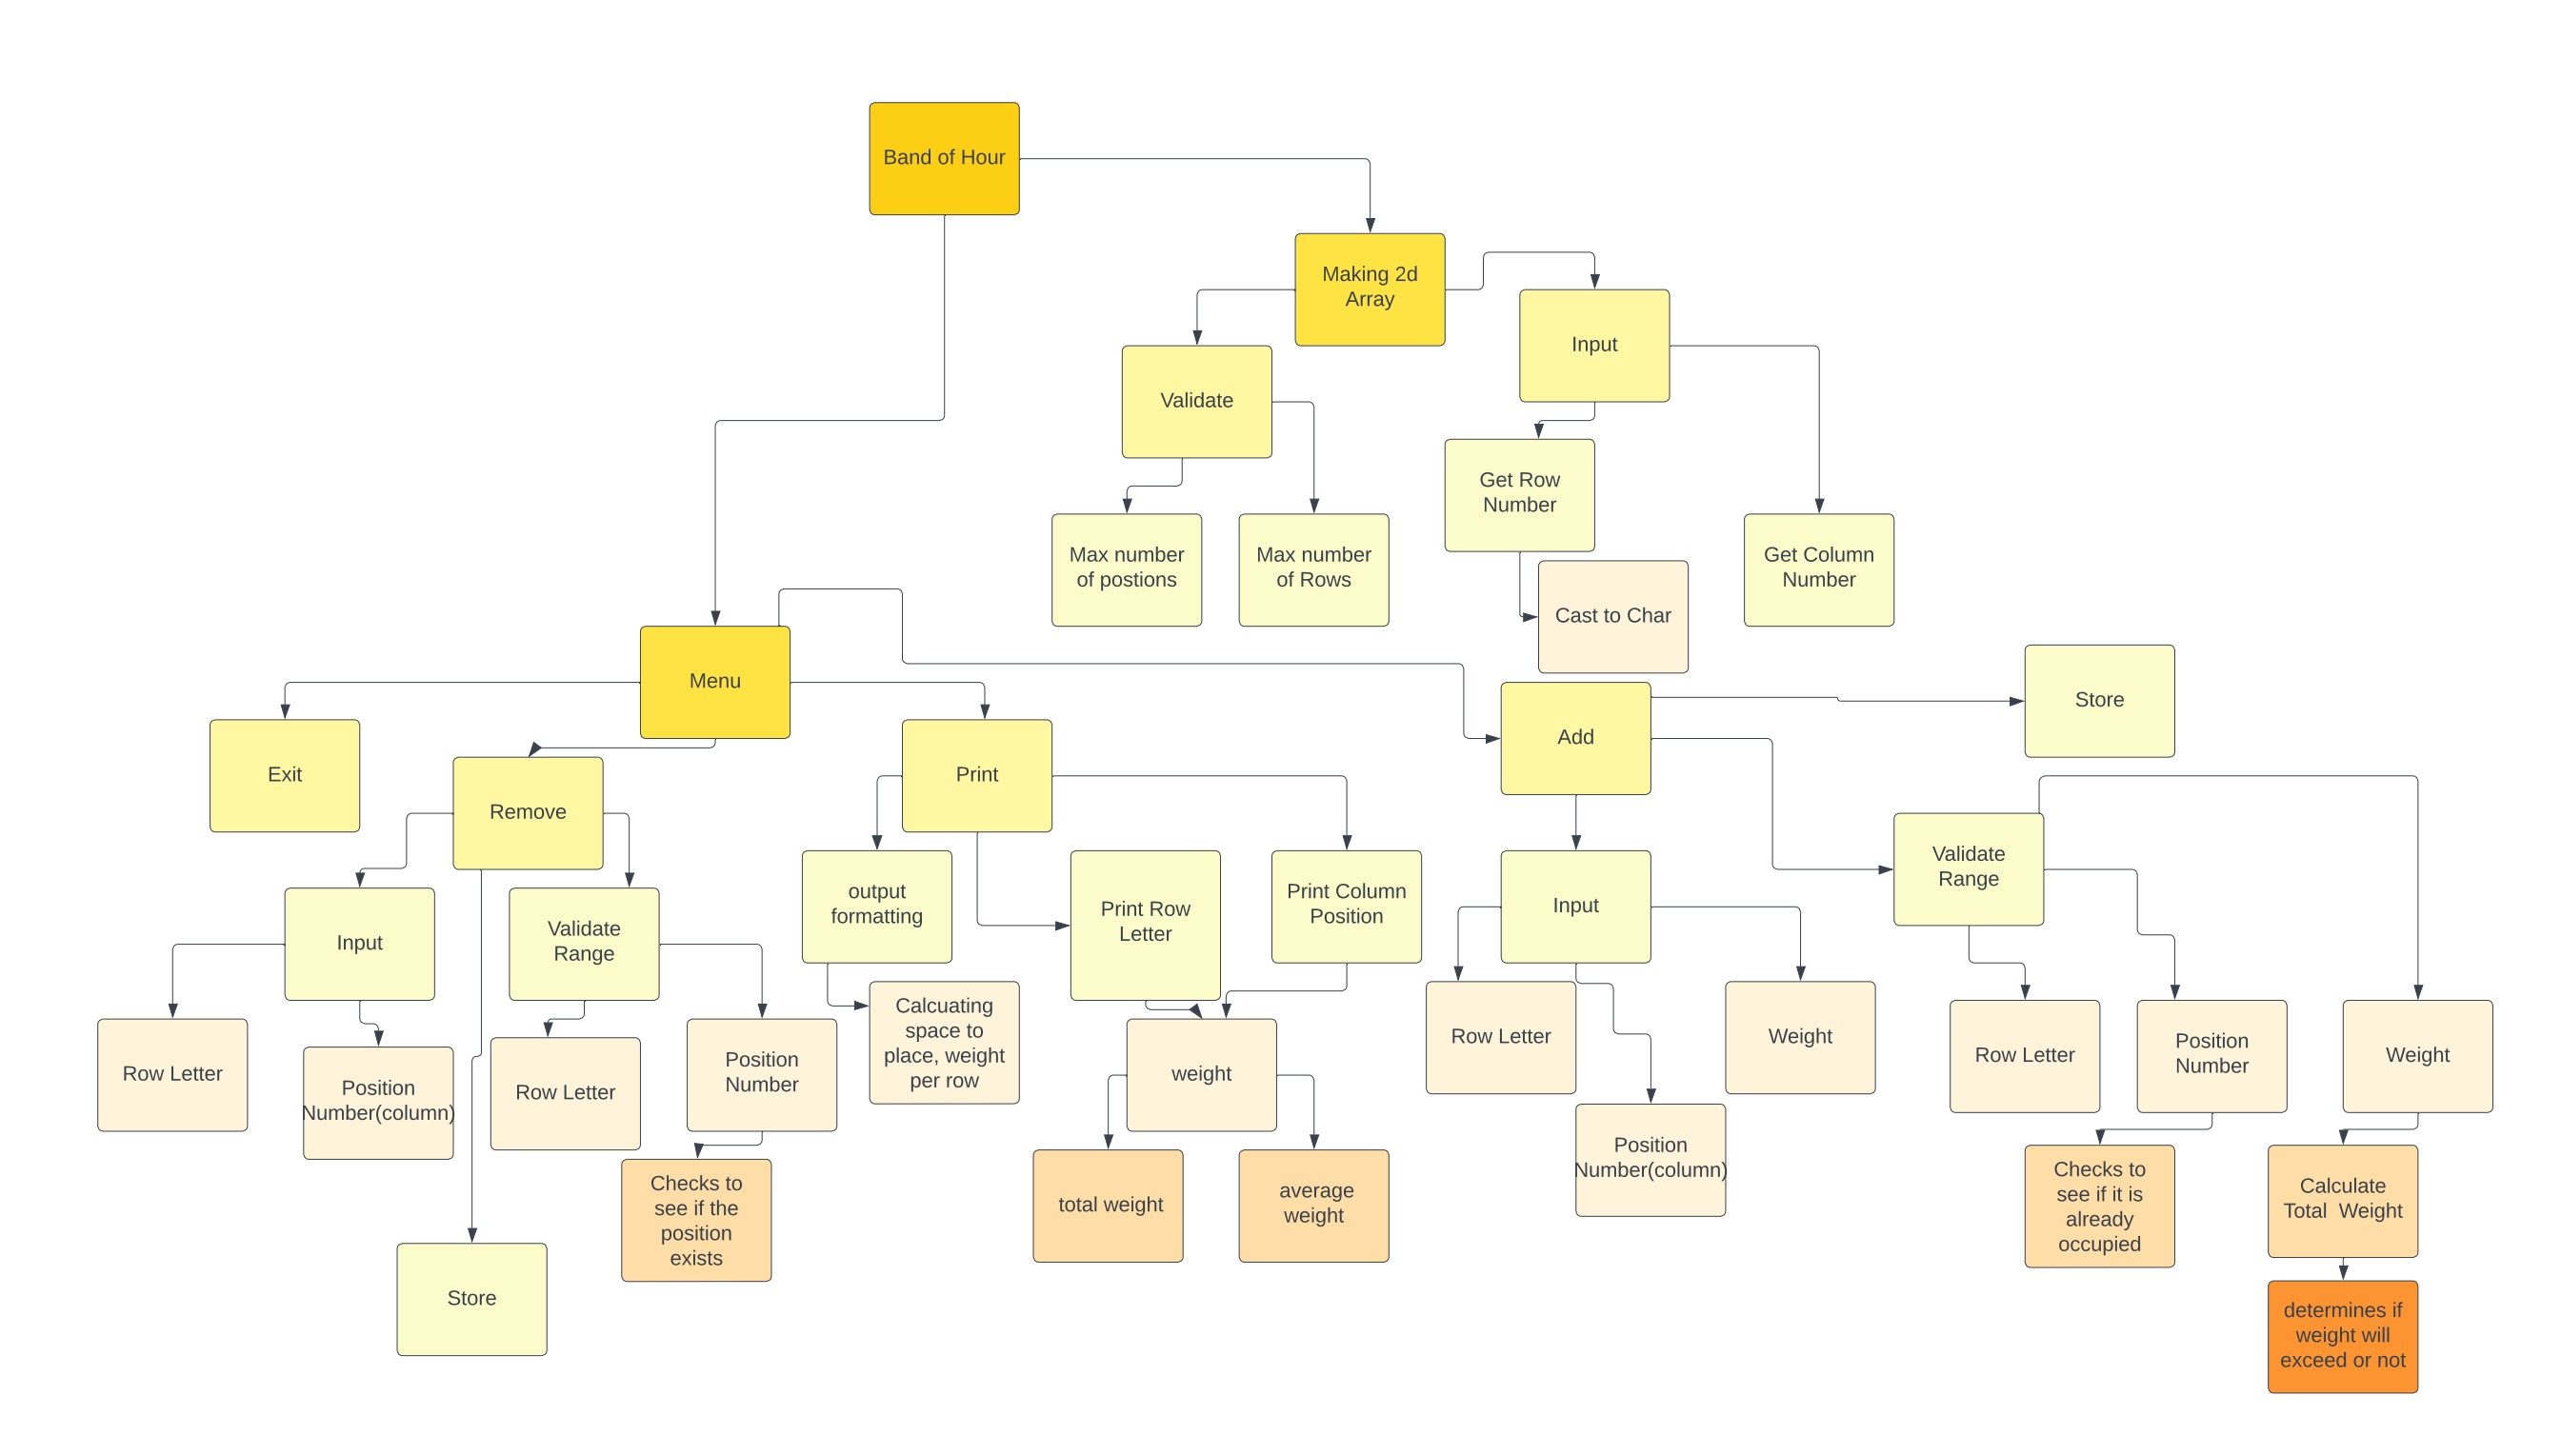 Band of Hour
Making 2d
Array
Input
Validate
Get Row
Number
Max number
of postions
Max number
of Rows
Get Column
Number
Cast to Char
Menu
Store
Add
Exit
Print
Remove
Validate
Range
output
formatting
Print Row
Letter
Print Column
Position
Input
Input
Validate
Range
Calcuating
space to
place, weight
per row
Row Letter
Weight
Row Letter
Position
Number
Weight
Row Letter
Position
Number(column)
Row Letter
Position
Number
weight
Position
Number(column)
Checks to
see if the
position
exists
total weight
average
weight
Checks to
see if it is
already
occupied
Calculate
Total  Weight
Store
determines if
weight will
exceed or not